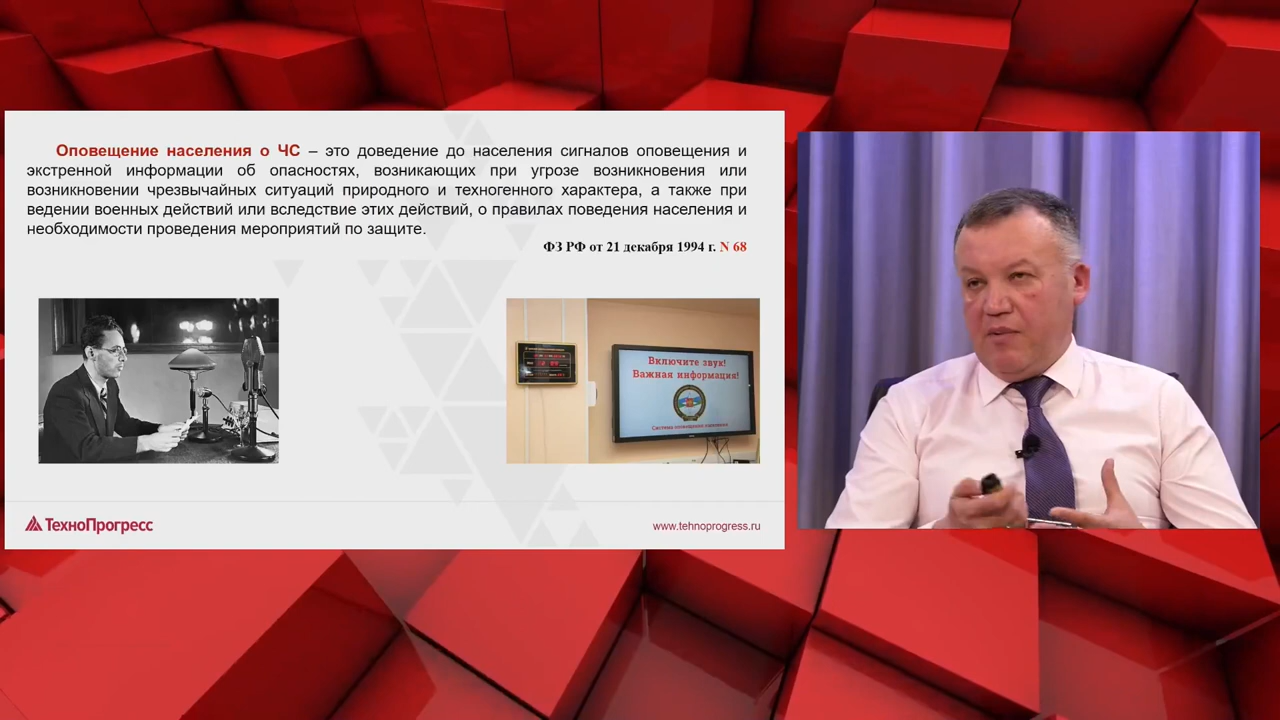 Оповещение населения о ЧС – это доведение до населения сигналов оповещения и
экстренной информации об опасностях, возникающих при угрозе возникновения или
возникновении чрезвычайных ситуаций природного и техногенного характера, а также при
ведении военных действий или вследствие этих действий, о правилах поведения населения и
необходимости проведения мероприятий по защите.
ФЗ РФ от 21 декабря 1994 г. N 68
Включите звук!
Важная информация!
Система оповещения
ТехноПрогресс
www.tehnoprogress.ru